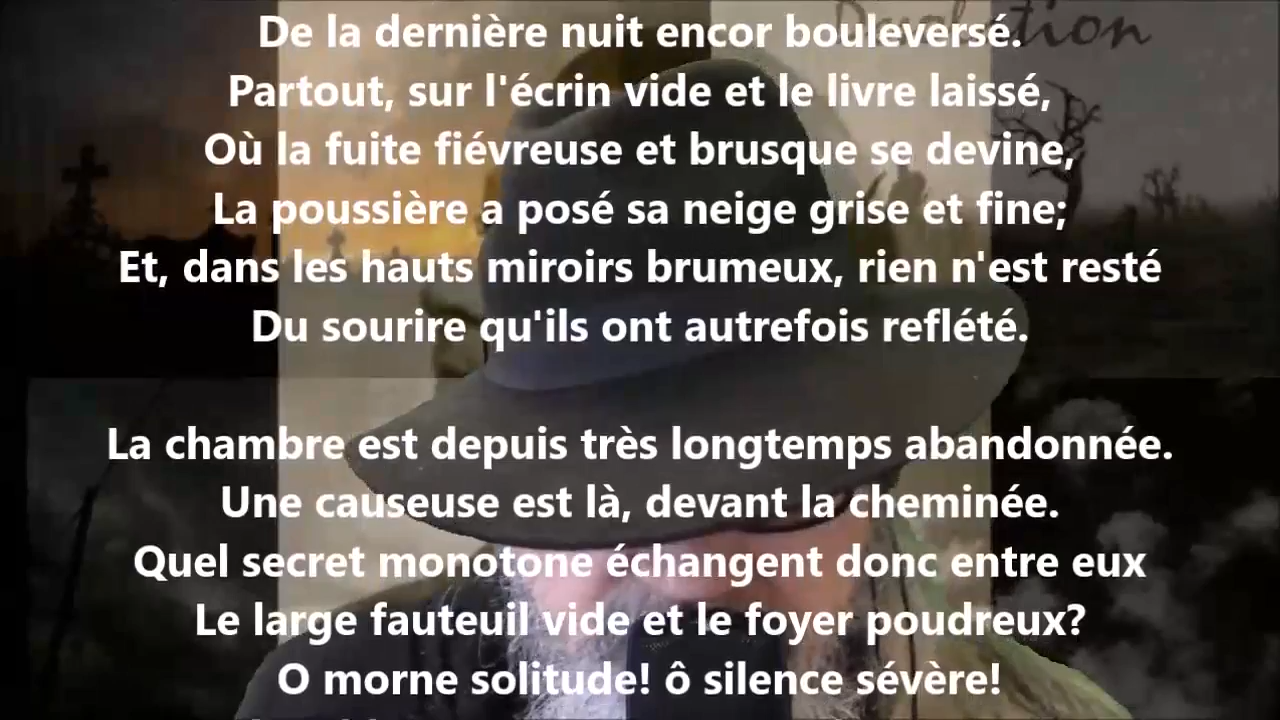 De la dernière nuit encor bouleversé.
Partout, sur l'écrin vide et le livre laissé,
Où la fuite fiévreuse et brusque se devine,
La poussière a posé sa neige grise et fine;
Et, dans les hauts miroirs brumeux, rien n'est resté
Du sourire qu'ils ont autrefois reflété.
La chambre est depuis très longtemps abandonnée.
Une causeuse est là, devant la cheminée.
Quel secret monotone échangent donc entre eux
Le large fauteuil vide et le foyer poudreux?
O morne solitude! ô silence sévère!